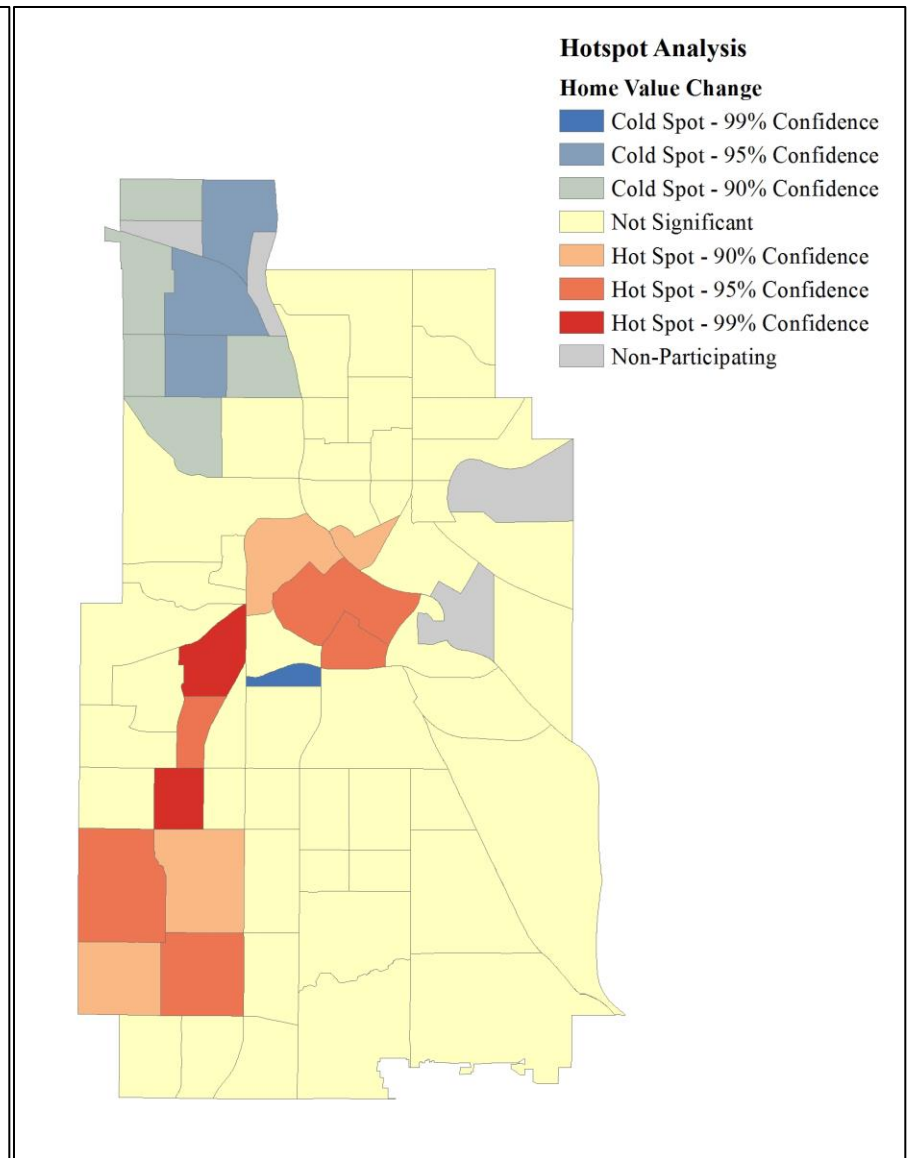 Hotspot Analysis
Home Value Change
Cold Spot - 99% Confidence
Cold Spot - 95% Confidence
Cold Spot - 90% Confidence
Not Significant
Hot Spot - 90% Confidence
Hot Spot - 95% Confidence
Hot Spot - 99% Confidence
Non-Participating